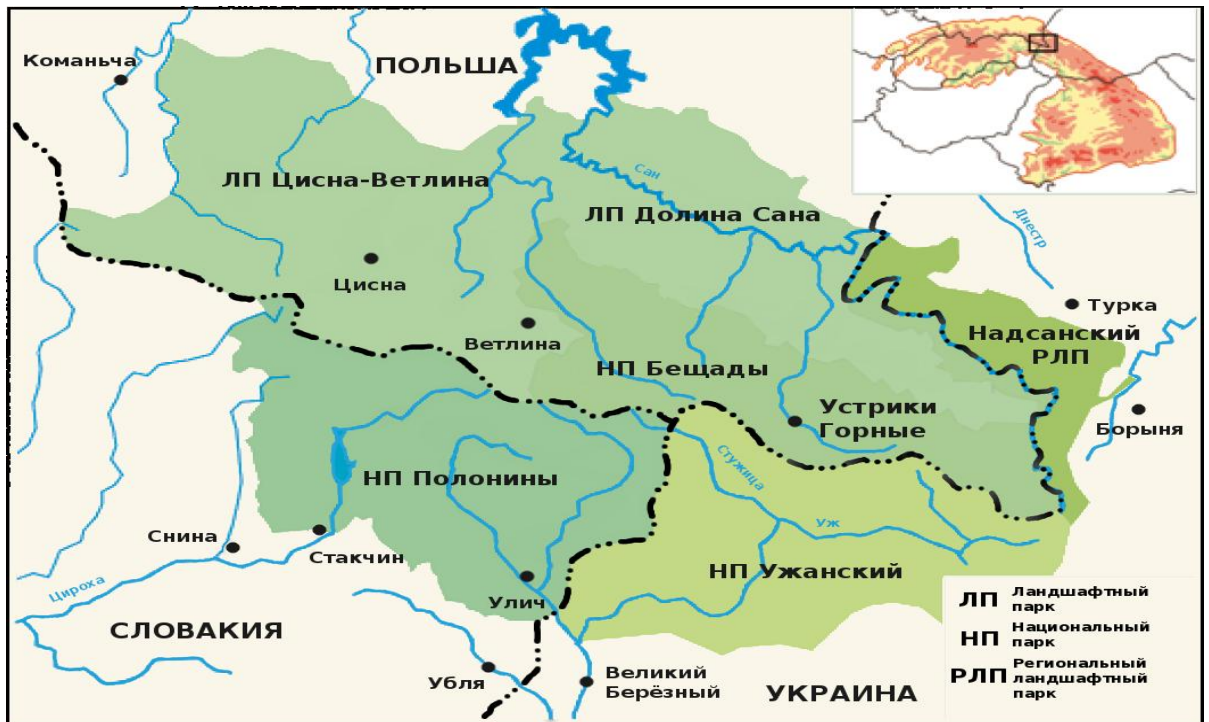 Команьча
ПОЛЬША
ЛП Цисна-Ветлина
Сан
ЛП Долина Сана
Днестр
Цисна
Турка
Ветлина
Надсанский
РЛП
НП Бещады
Устрики
Горные
Борыня
НП Полонины
Стужица
Уж
Снина
Стакчин
НП Ужанский
Цироха
Улич
СЛОВАКИЯ
Убля
Великий
Берёзный
УКРАИНА
ЛП Ландшафтный
парк
НП Национальный
парк
РЛП Региональный
ландшафтный
парк